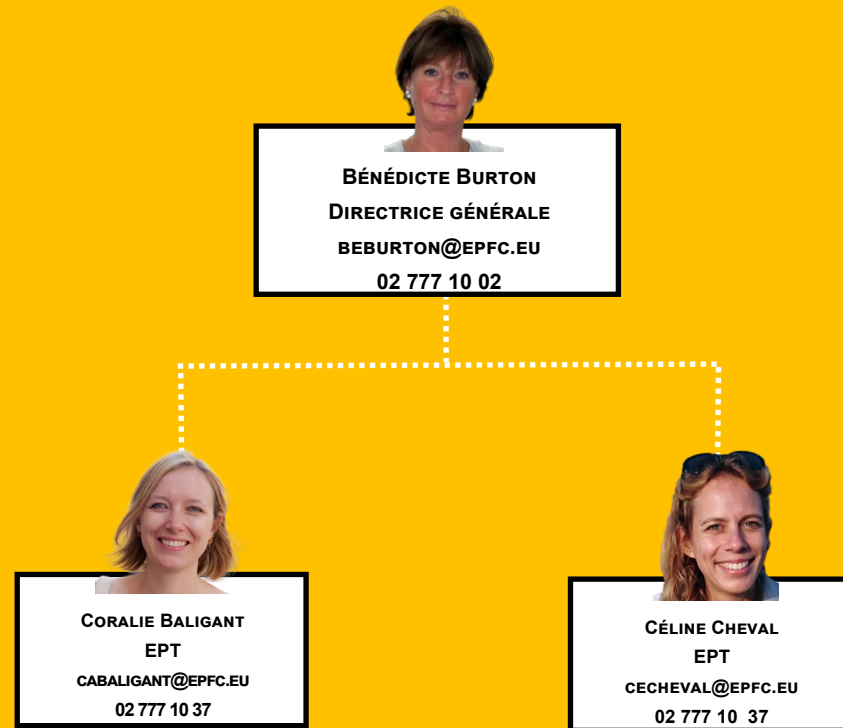 Bénédicte Burton
Directrice générale
beburton@epfc.eu
02 777 10 02
Coralie Baligant
EPT
cabaligant@epfc.eu
02 777 10 37
Céline Cheval
EPT
cecheval@epfc.eu
02 777 10 37